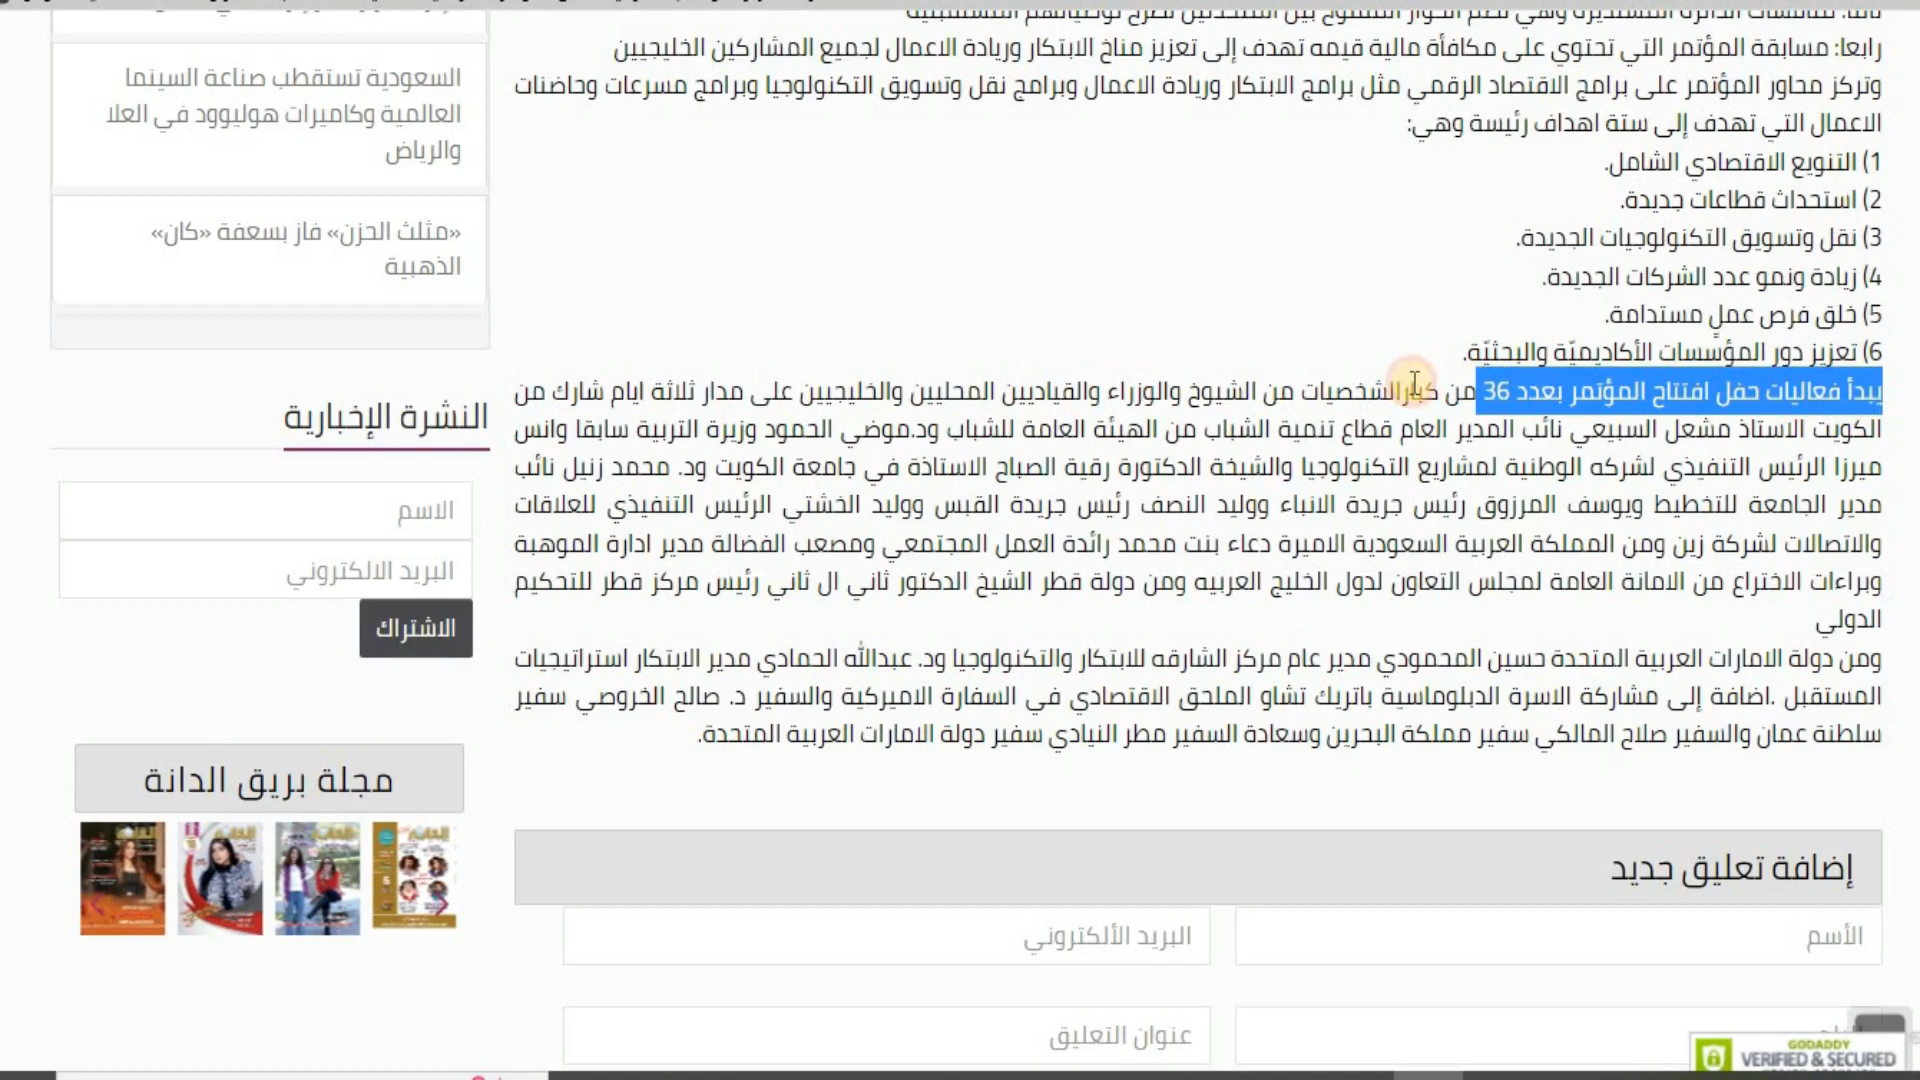 رابعا: مسابقة المؤتمر التي تحتوي على مكافأة مالية قيمه تهدف إلى تعزيز مناخ الابتكار وريادة الاعمال لجميع المشاركين الخليجيين
وتركز محاور المؤتمر على برامج الاقتصاد الرقمي مثل برامج الابتكار وريادة الاعمال وبرامج نقل وتسويق التكنولوجيا وبرامج مسرعات وحاضنات
الاعمال التي تهدف إلى ستة اهداف رئيسة وهي:
1) التنويع الاقتصادي الشامل.
2) استحداث قطاعات جديدة.
3) نقل وتسويق التكنولوجيات الجديدة.
4) زيادة ونمو عدد الشركات الجديدة.
5) خلق فرص عملٍ مستدامة.
6) تعزيز دور المؤسّسات الأكاديميّة والبحثيّة.
يبدأ فعاليات حفل افتتاح المؤتمر بعدد 36 من كبار الشخصيات من الشيوخ والوزراء والقياديين المحليين والخليجيين على مدار ثلاثة ايام شارك من
الكويت الاستاذ مشعل السبيعي نائب المدير العام قطاع تنمية الشباب من الهيئة العامة للشباب ود.موضي الحمود وزيرة التربية سابقا وانس
ميرزا الرئيس التنفيذي لشركه الوطنية لمشاريع التكنولوجيا والشيخة الدكتورة رقية الصباح الاستاذة في جامعة الكويت ود. محمد زنيل نائب
مدير الجامعة للتخطيط ويوسف المرزوق رئيس جريدة الانباء ووليد النصف رئيس جريدة القبس ووليد الخشتي الرئيس التنفيذي للعلاقات
والاتصالات لشركة زين ومن المملكة العربية السعودية الاميرة دعاء بنت محمد رائدة العمل المجتمعي ومصعب الفضالة مدير ادارة الموهبة
وبراءات الاختراع من الامانة العامة لمجلس التعاون لدول الخليج العربيه ومن دولة قطر الشيخ الدكتور ثاني ال ثاني رئيس مركز قطر للتحكيم
الدولي
ومن دولة الامارات العربية المتحدة حسين المحمودي مدير عام مركز الشارقه للابتكار والتكنولوجيا ود. عبدالله الحمادي مدير الابتكار استراتيجيات
المستقبل .اضافة إلى مشاركة الاسرة الدبلوماسية باتريك تشاو الملحق الاقتصادي في السفارة الاميركية والسفير د. صالح الخروصي سفير
سلطنة عمان والسفير صلاح المالكي سفير مملكة البحرين وسعادة السفير مطر النيادي سفير دولة الامارات العربية المتحدة.
إضافة تعليق جديد
الأسم
البريد الألكتروني
عنوان التعليق
السعودية تستقطب صناعة السينما
العالمية وكاميرات هوليوود في العلا
والرياض
«مثلث الحزن» فاز بسعفة «كان»
الذهبية
النشرة الإخبارية
الاسم
البريد الالكتروني
الاشتراك
مجلة بريق الدانة
GODADDY
VERIFIED & SECURED